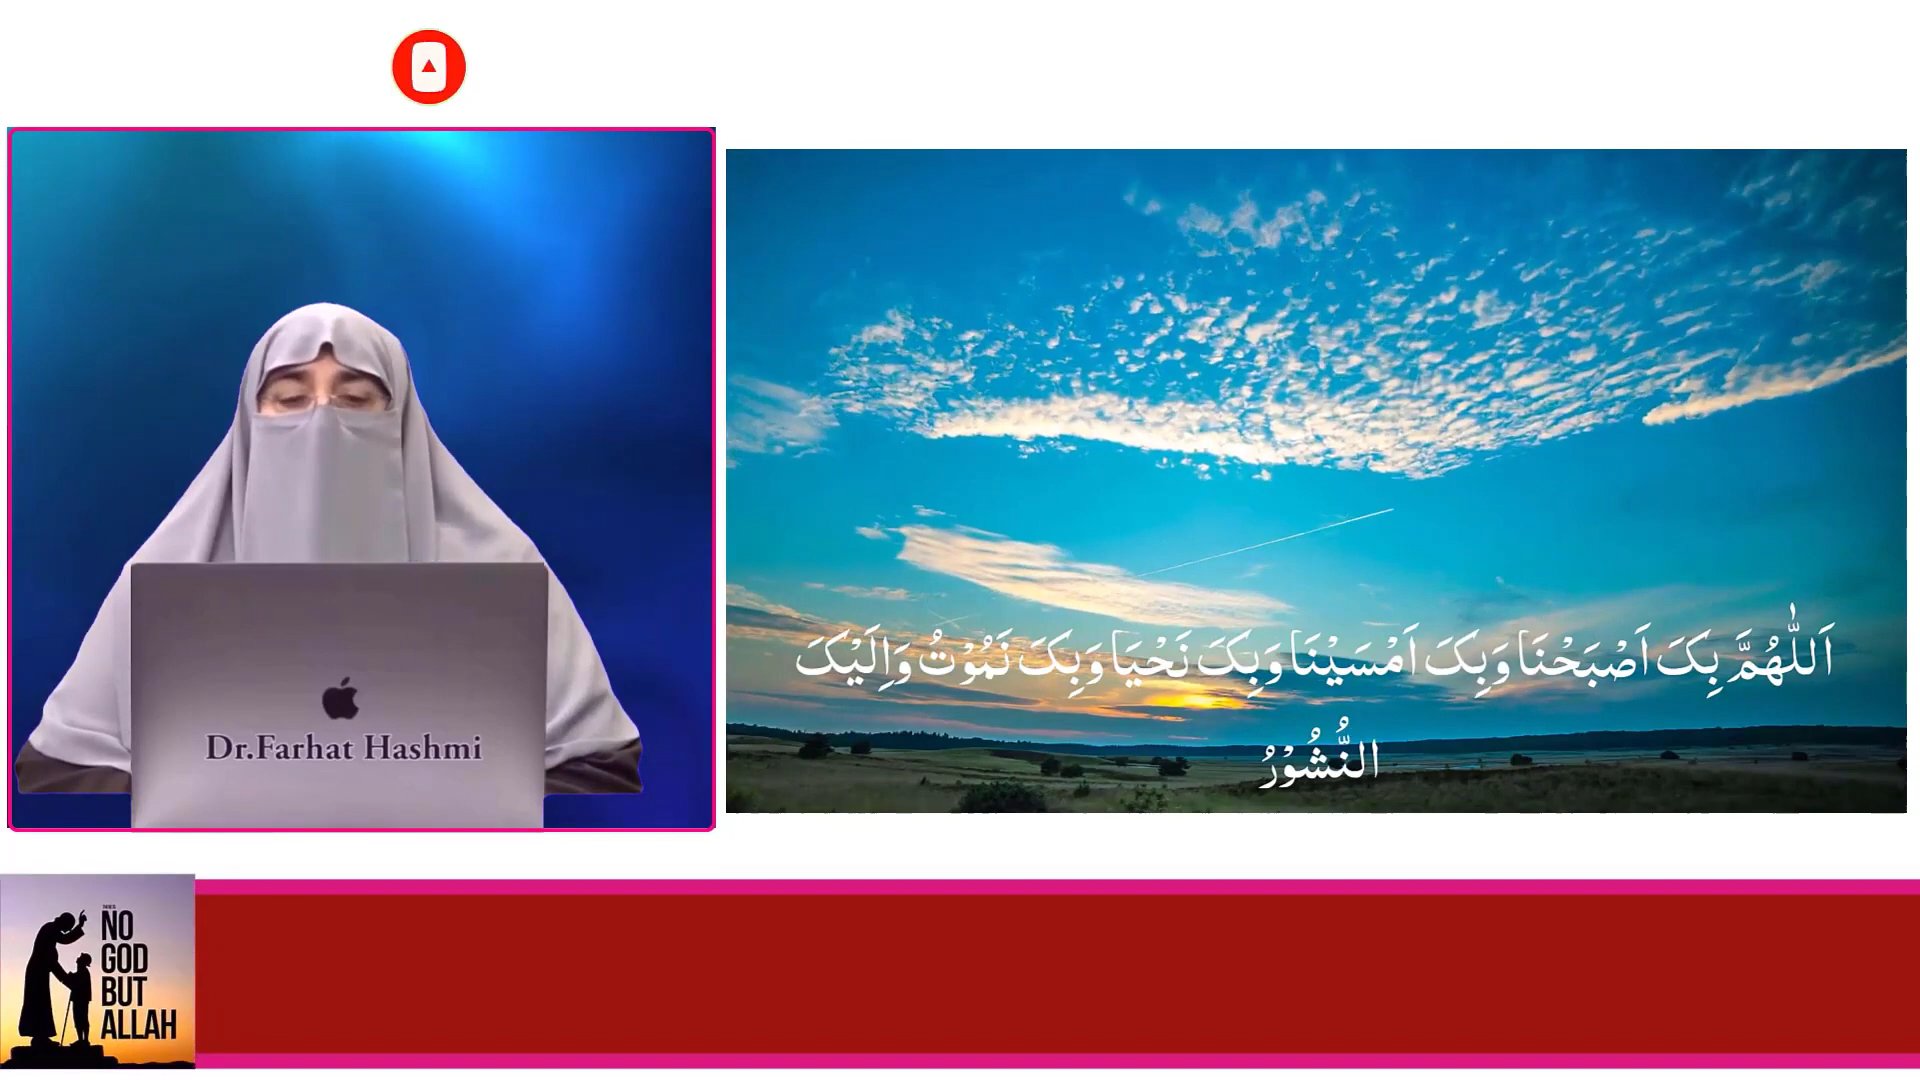 اَللّٰهُمَّ بِکَ اَصْبَحْنَا وَبِکَ اَمْسَيْنَا وَبِکَ نَحْيَا وَبِکَ نَمُوْتُ وَاِلَيْکَ
النُّشُوْرُ
Dr.Farhat Hashmi
NO
GOD
BUT
ALLAH